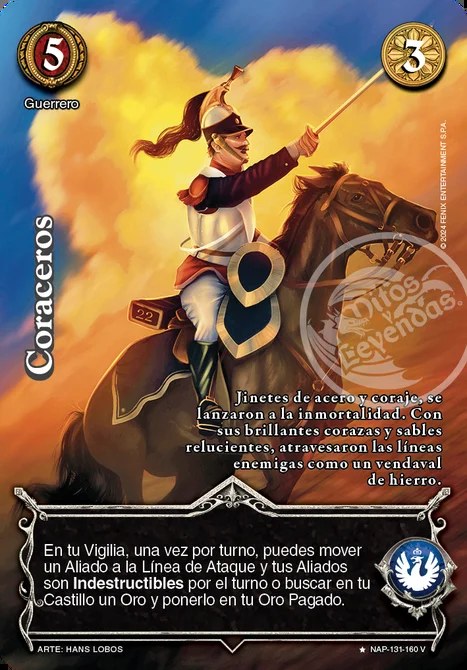 5
3
Guerrero
© 2024 FENIX ENTERTAINMENT S.P.A.
Coraceros
Mitos
y
Leyendas
22
Jinetes de acero y coraje, se
lanzaron a la inmortalidad. Con
sus brillantes corazas y sables
relucientes, atravesaron las líneas
enemigas como un vendaval
de hierro.
En tu Vigilia, una vez por turno, puedes mover
un Aliado a la Línea de Ataque y tus Aliados
son Indestructibles por el turno o buscar en tu
Castillo un Oro y ponerlo en tu Oro Pagado.
ARTE: HANS LOBOS
★ NAP-131-160 V